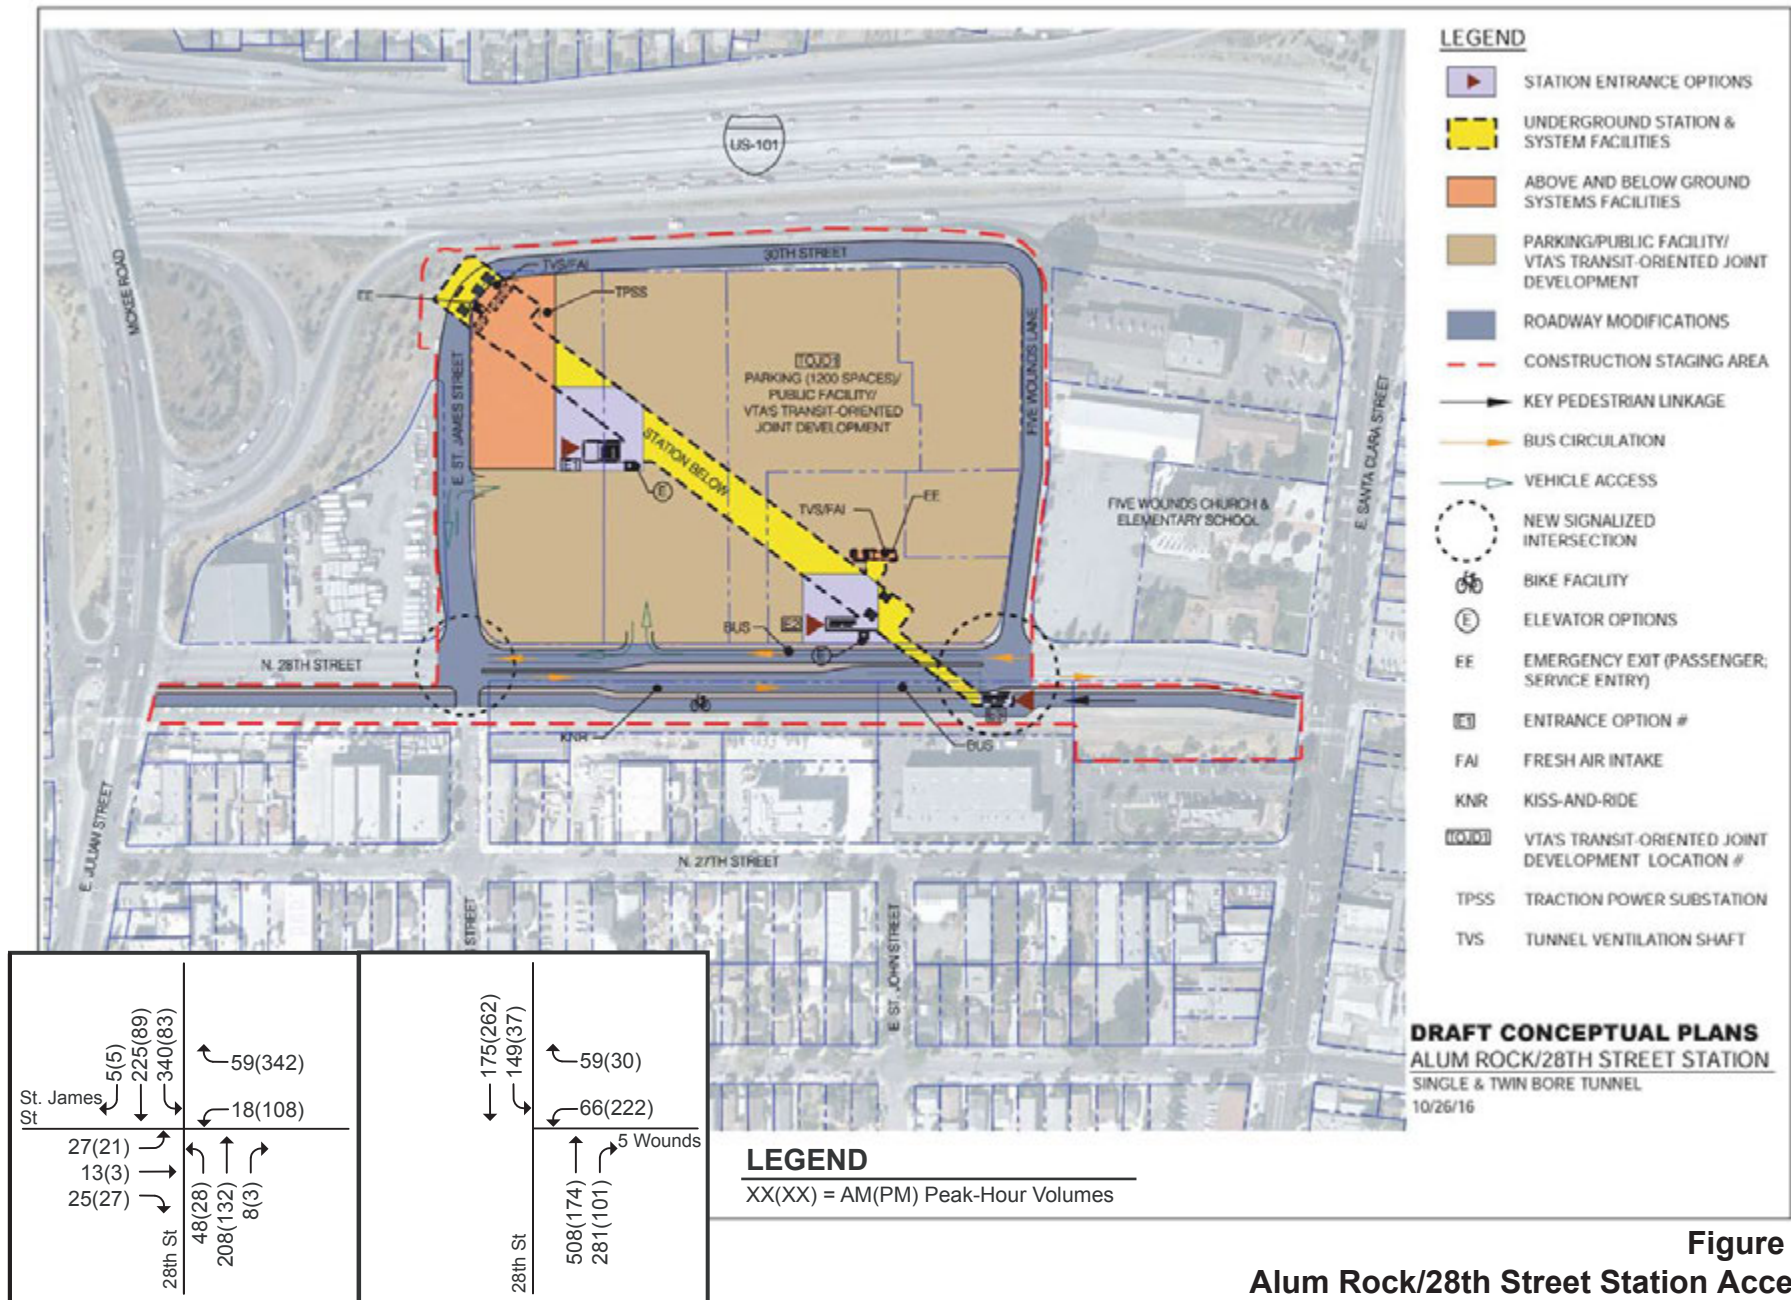 US-101
MCKEE ROAD
30TH STREET
TVS/FAI
EE
TPSS
E. ST. JAMES STREET
FIVE WOUNDS LANE
TOJD1
PARKING (1200 SPACES)/
PUBLIC FACILITY/
VTA'S TRANSIT-ORIENTED
JOINT DEVELOPMENT
STATION BELOW
E1
E
TVS/FAI
EE
FIVE WOUNDS CHURCH &
ELEMENTARY SCHOOL
E. SANTA CLARA STREET
E2
E
BUS
N. 28TH STREET
KNR
BUS
E. JULIAN STREET
N. 27TH STREET
STREET
E. ST. JOHN STREET
LEGEND
STATION ENTRANCE OPTIONS
UNDERGROUND STATION &
SYSTEM FACILITIES
ABOVE AND BELOW GROUND
SYSTEMS FACILITIES
PARKING/PUBLIC FACILITY/
VTA'S TRANSIT-ORIENTED JOINT
DEVELOPMENT
ROADWAY MODIFICATIONS
CONSTRUCTION STAGING AREA
KEY PEDESTRIAN LINKAGE
BUS CIRCULATION
VEHICLE ACCESS
NEW SIGNALIZED
INTERSECTION
BIKE FACILITY
E ELEVATOR OPTIONS
EE EMERGENCY EXIT (PASSENGER;
SERVICE ENTRY)
E1 ENTRANCE OPTION #
FAI FRESH AIR INTAKE
KNR KISS-AND-RIDE
TOJD1 VTA'S TRANSIT-ORIENTED JOINT
DEVELOPMENT LOCATION #
TPSS TRACTION POWER SUBSTATION
TVS TUNNEL VENTILATION SHAFT
DRAFT CONCEPTUAL PLANS
ALUM ROCK/28TH STREET STATION
SINGLE & TWIN BORE TUNNEL
10/26/16
5(5)
225(89)
340(83)
59(342)
18(108)
St. James
St
27(21)
13(3)
25(27)
48(28)
208(132)
8(3)
28th St
175(262)
149(37)
59(30)
66(222)
5 Wounds
508(174)
281(101)
28th St
LEGEND
XX(XX) = AM(PM) Peak-Hour Volumes
Figure
Alum Rock/28th Street Station Acce